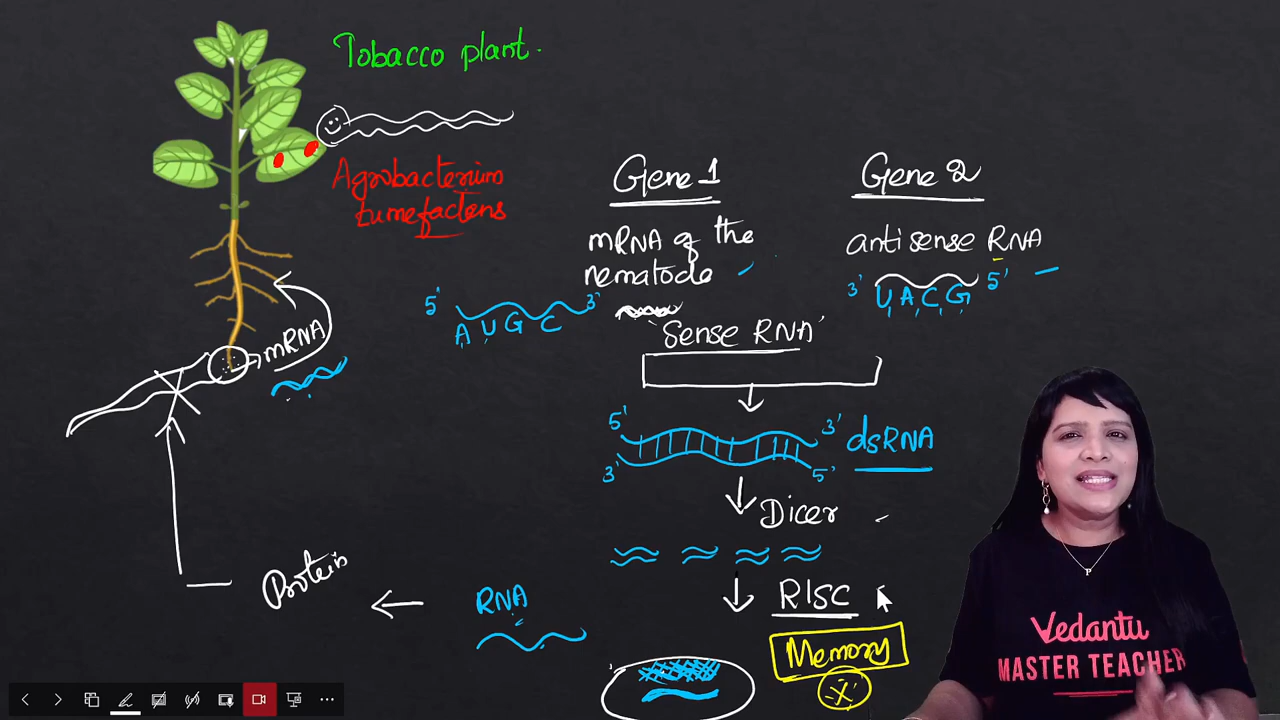 Tobacco plant.
Agrobacterium
tumefaciens
mRNA
Protein
RNA
Gene 1
mRNA of the
nematode
5' 3'
A U G C
'Sense RNA'
Gene 2
antisense RNA
3' 5'
U A C G
5' 3' dsRNA
3' 5'
Dicer
RISC
Memory
Vedantu
MASTER TEACHER
P